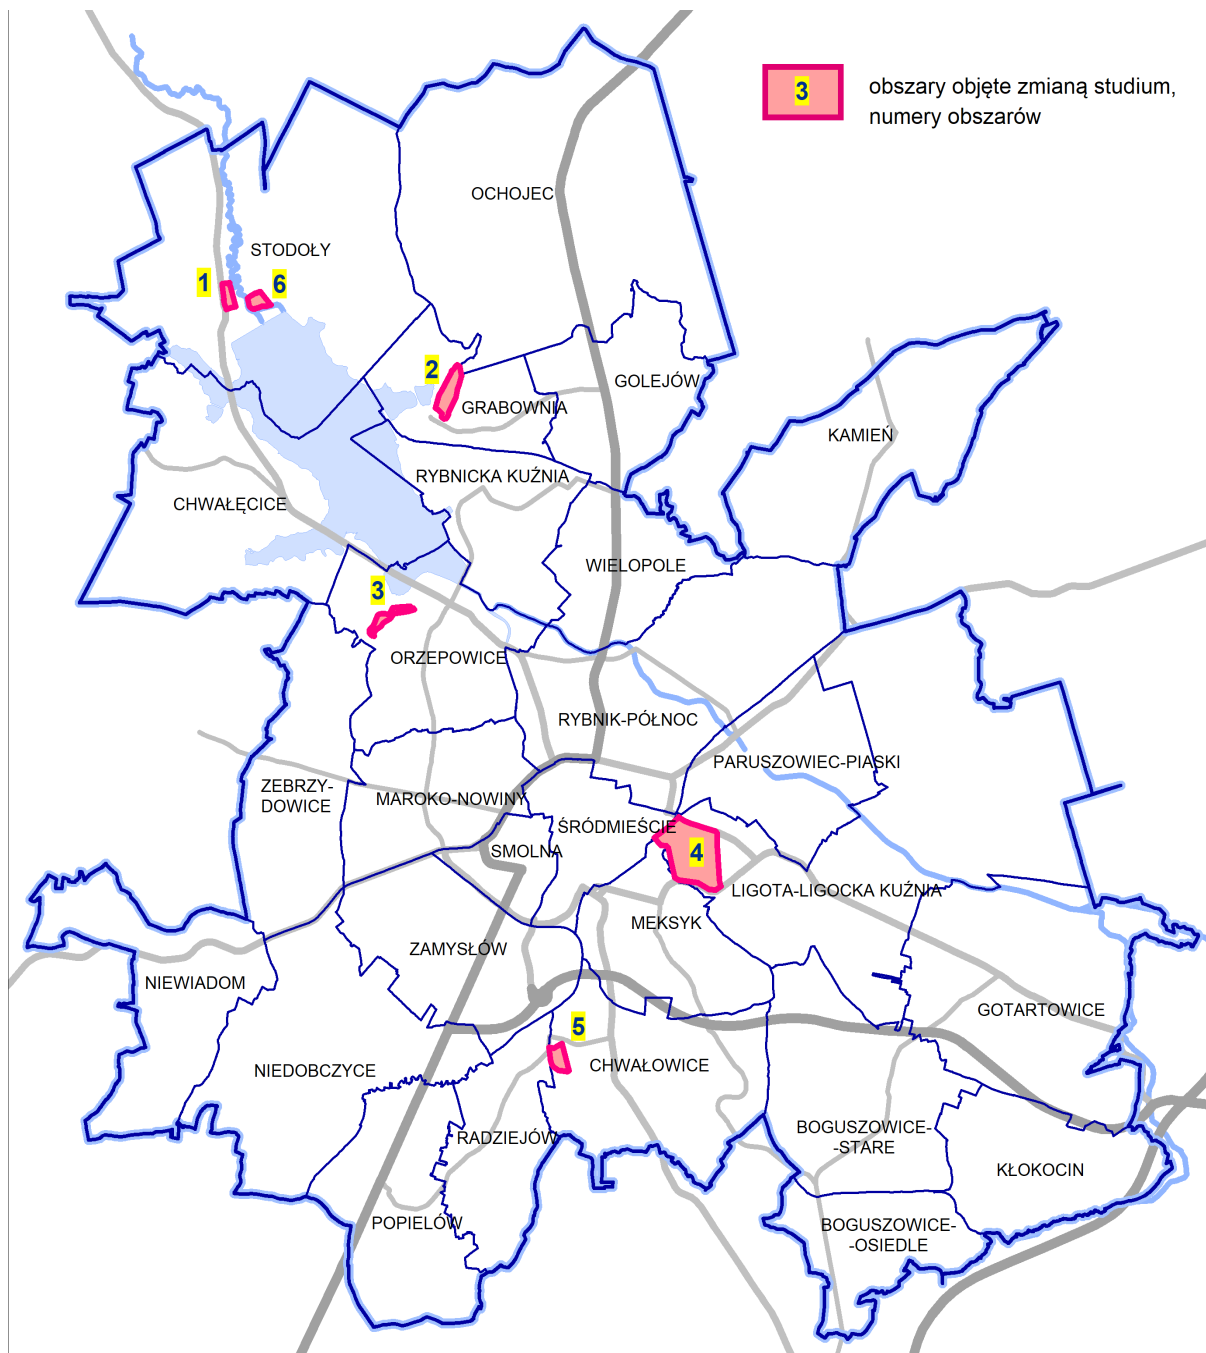 3
obszary objęte zmianą studium,
numery obszarów
OCHOJEC
STODOŁY
1
6
2
GOLEJÓW
GRABOWNIA
KAMIEŃ
RYBNICKA KUŹNIA
CHWAŁĘCICE
WIELOPOLE
3
ORZEPOWICE
RYBNIK-PÓŁNOC
PARUSZOWIEC-PIASKI
ZEBRZY-
DOWICE
MAROKO-NOWINY
ŚRÓDMIEŚCIE
SMOLNA
4
LIGOTA-LIGOCKA KUŹNIA
MEKSYK
ZAMYSŁÓW
NIEWIADOM
GOTARTOWICE
5
CHWAŁOWICE
NIEDOBCZYCE
RADZIEJÓW
BOGUSZOWICE-
-STARE
KŁOKOCIN
POPIELÓW
BOGUSZOWICE-
-OSIEDLE